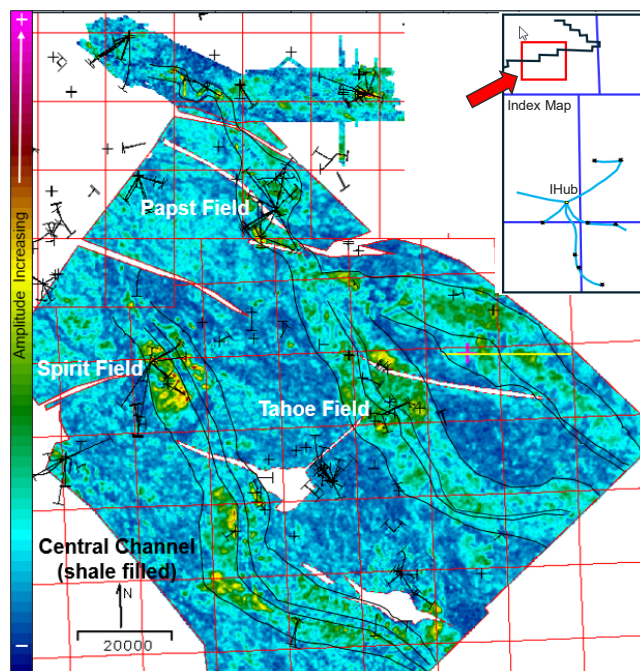 +
Amplitude Increasing
−
Papst Field
Spirit Field
Tahoe Field
Central Channel
(shale filled)
N
20000
Index Map
IHub